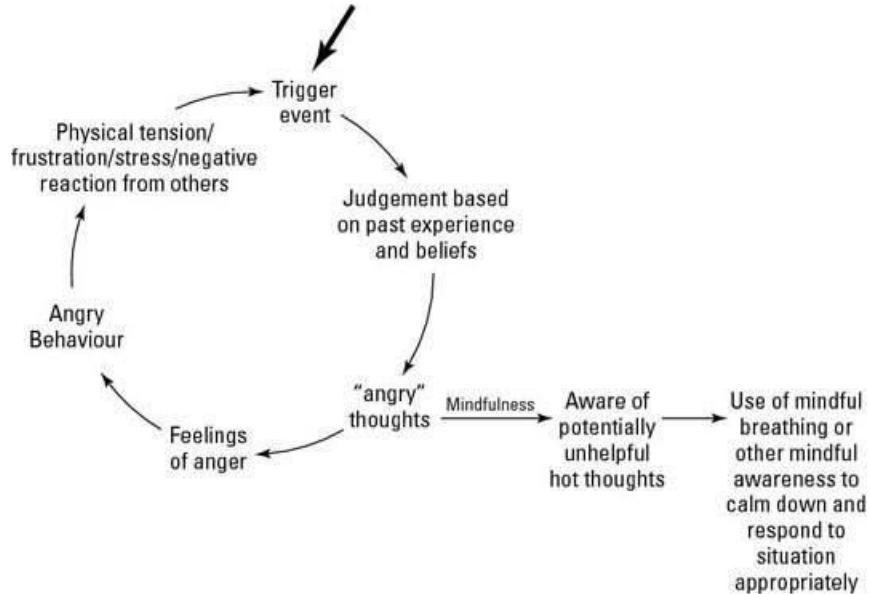 Trigger
event
Judgement based
on past experience
and beliefs
"angry"
thoughts
Mindfulness
Aware of
potentially
unhelpful
hot thoughts
Use of mindful
breathing or
other mindful
awareness to
calm down and
respond to
situation
appropriately
Feelings
of anger
Angry
Behaviour
Physical tension/
frustration/stress/negative
reaction from others